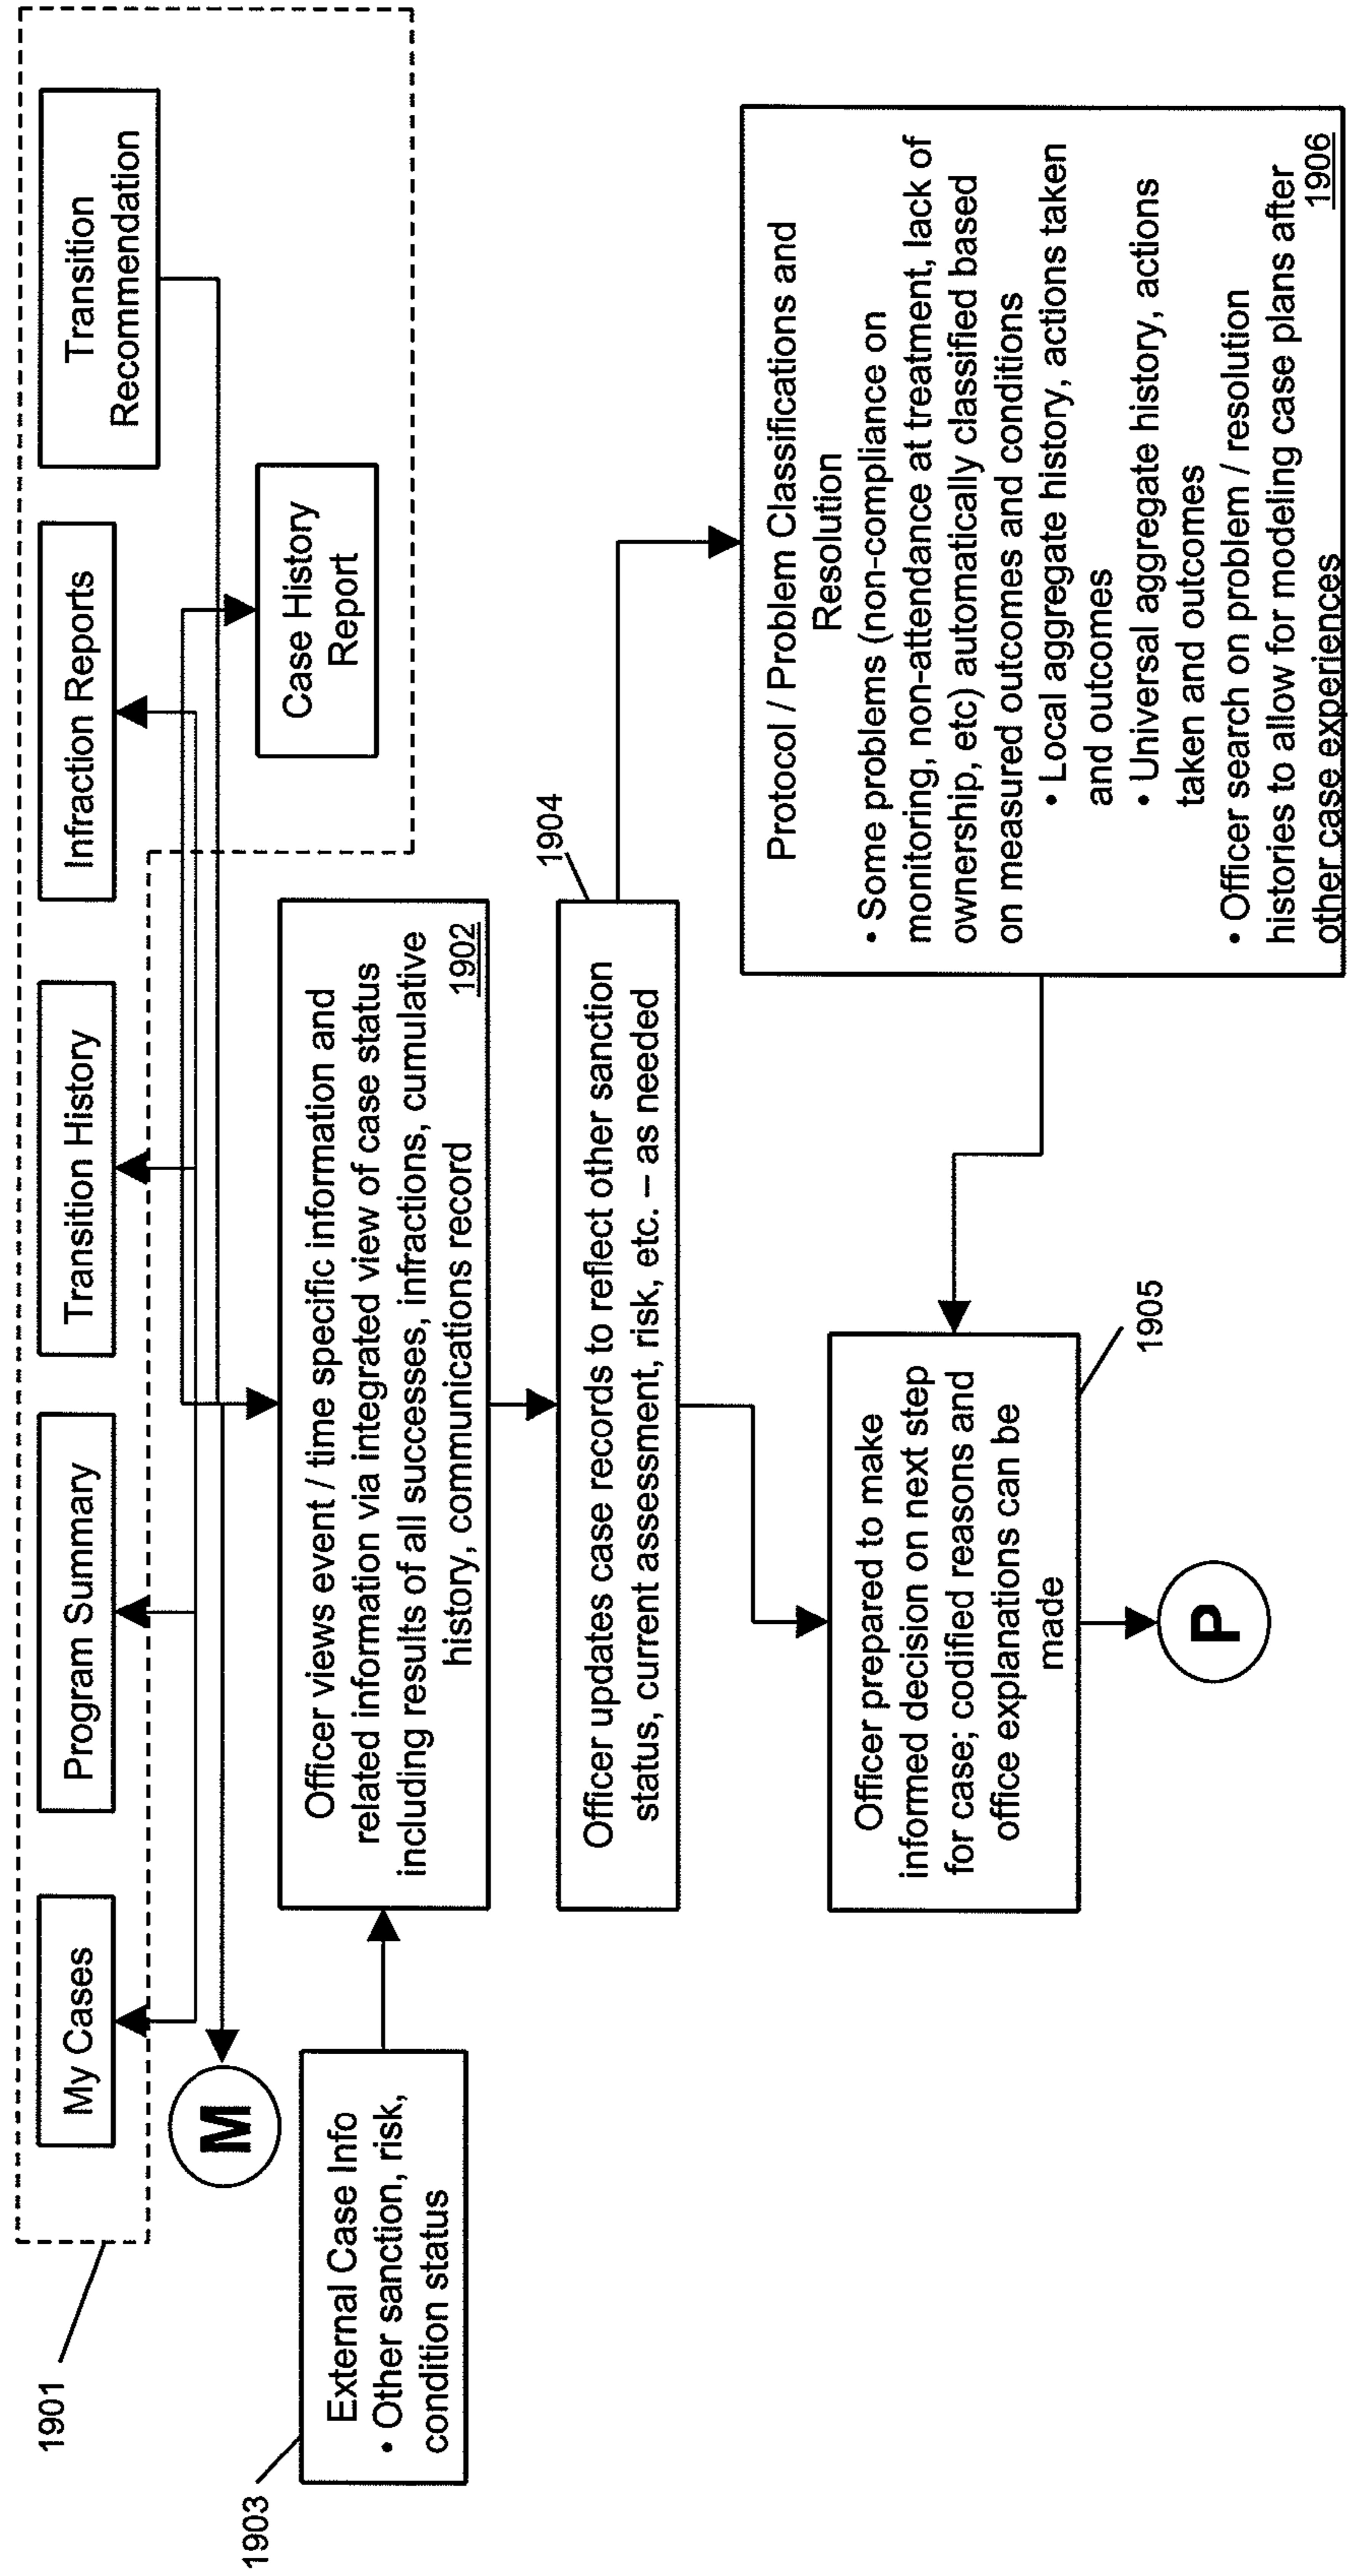 1901
My Cases
Program Summary
Transition History
Infraction Reports
Transition
Recommendation
Case History
Report
M
1903
External Case Info
• Other sanction, risk,
condition status
Officer views event / time specific information and
related information via integrated view of case status
including results of all successes, infractions, cumulative
history, communications record
1902
1904
Officer updates case records to reflect other sanction
status, current assessment, risk, etc. – as needed
Officer prepared to make
informed decision on next step
for case; codified reasons and
office explanations can be
made
1905
P
Protocol / Problem Classifications and
Resolution
• Some problems (non-compliance on
monitoring, non-attendance at treatment, lack of
ownership, etc) automatically classified based
on measured outcomes and conditions
• Local aggregate history, actions taken
and outcomes
• Universal aggregate history, actions
taken and outcomes
• Officer search on problem / resolution
histories to allow for modeling case plans after
other case experiences
1906